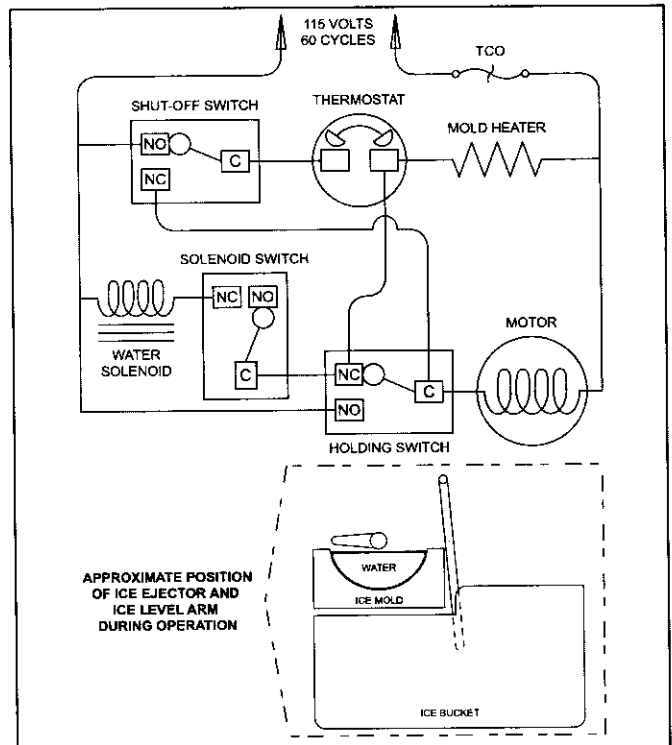 115 VOLTS
60 CYCLES
TCO
SHUT-OFF SWITCH
THERMOSTAT
MOLD HEATER
NO
C
NC
SOLENOID SWITCH
NC
NO
WATER
SOLENOID
C
MOTOR
NC
C
NO
HOLDING SWITCH
APPROXIMATE POSITION
OF ICE EJECTOR AND
ICE LEVEL ARM
DURING OPERATION
WATER
ICE MOLD
ICE BUCKET